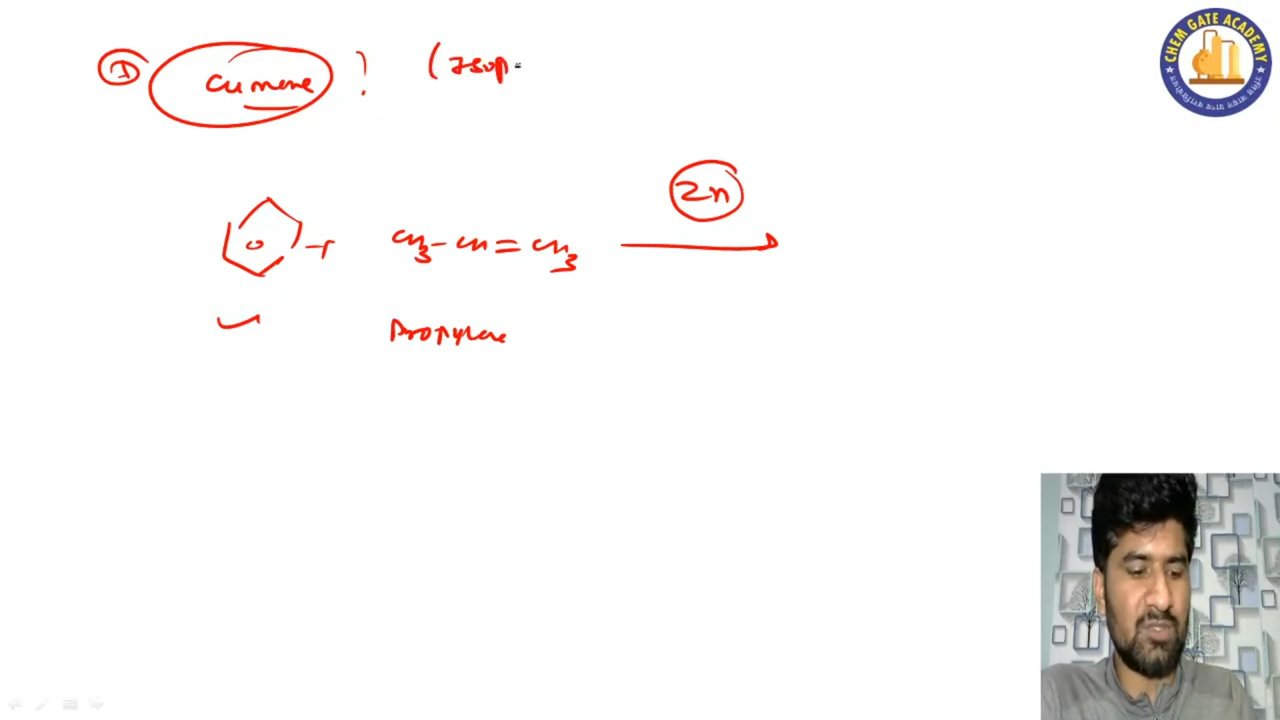 ① Cumene ? (Isop
Zn
+ CH3 - CH = CH3
Propylene
CHEM GATE ACADEMY